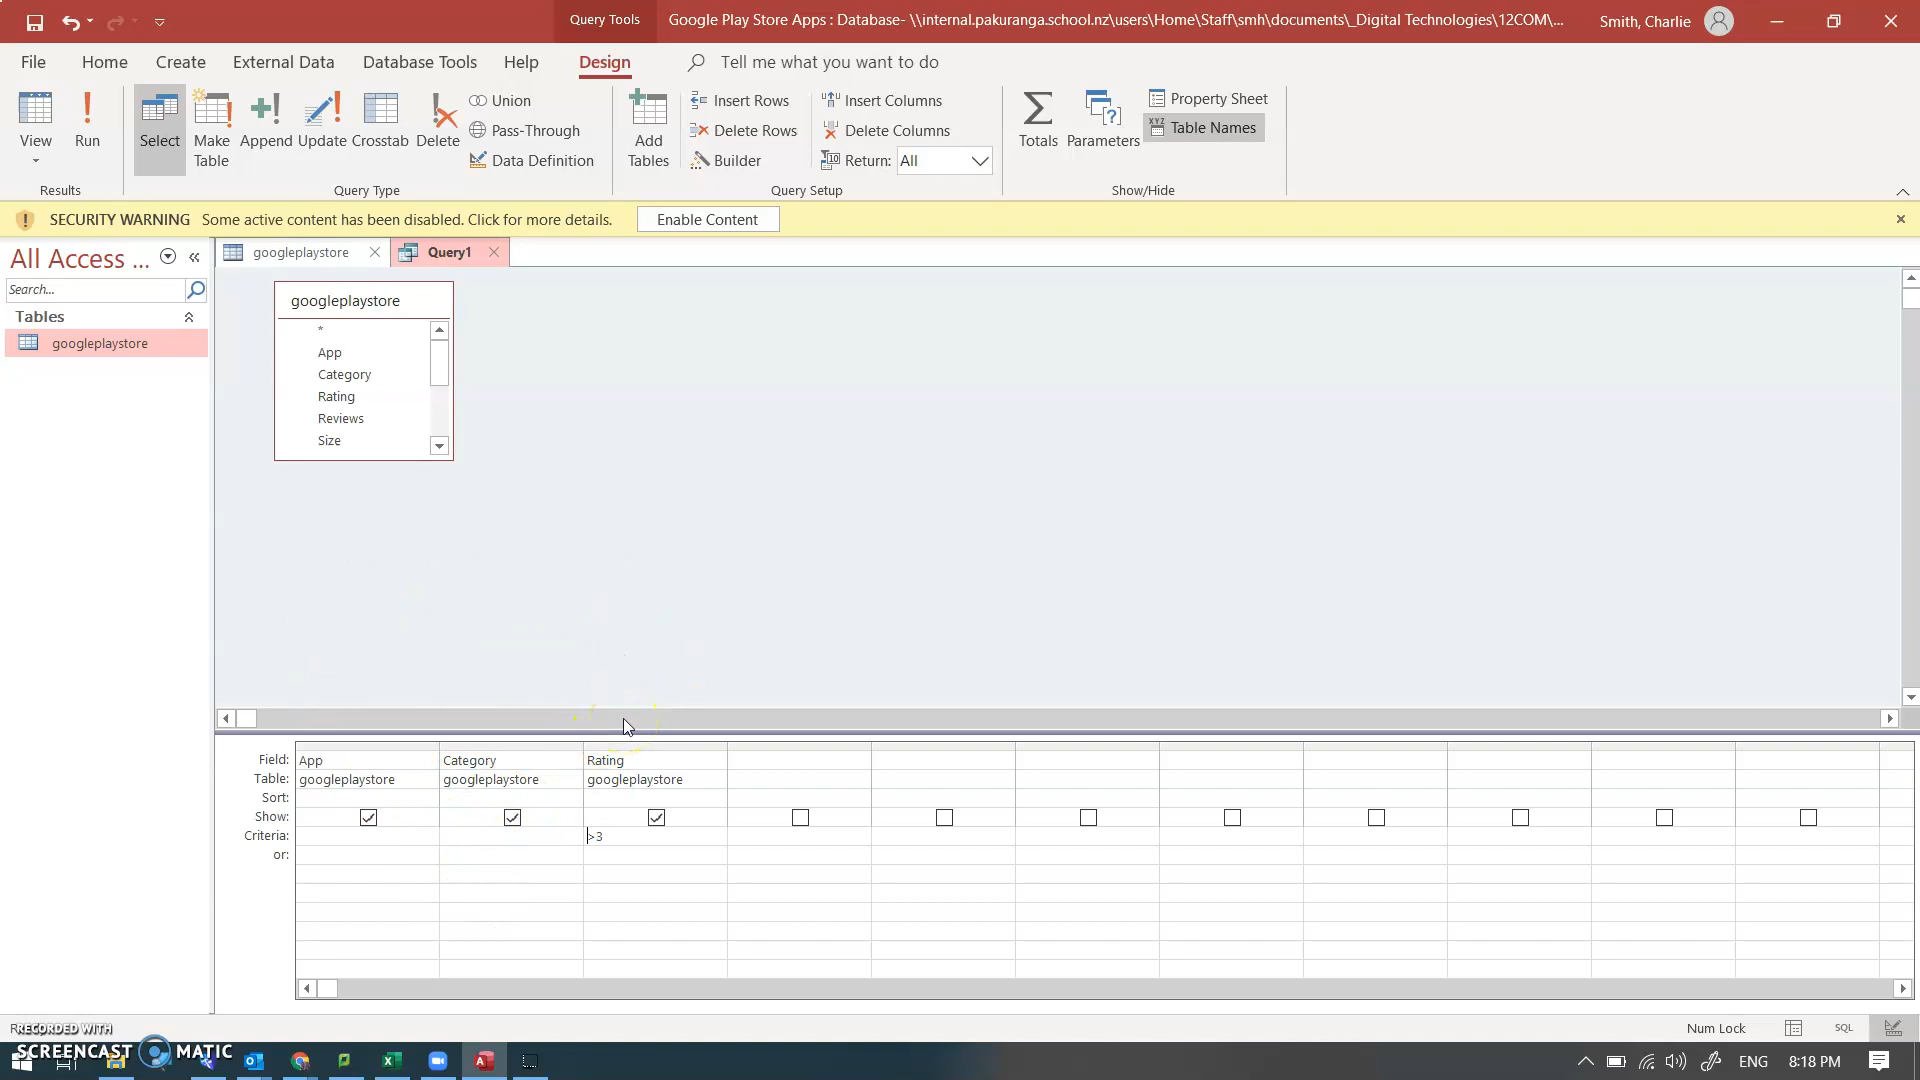 Query Tools
Google Play Store Apps : Database- \\internal.pakuranga.school.nz\users\Home\Staff\smh\documents\_Digital Technologies\12COM\...
Smith, Charlie
File Home Create External Data Database Tools Help Design Tell me what you want to do
View
Run
Select
Make Table
Append
Update
Crosstab
Delete
Union
Pass-Through
Data Definition
Add Tables
Insert Rows
Delete Rows
Builder
Insert Columns
Delete Columns
Return: All
Totals
Parameters
Property Sheet
Table Names
Results
Query Type
Query Setup
Show/Hide
SECURITY WARNING Some active content has been disabled. Click for more details. Enable Content
All Access ...
googleplaystore
Query1
Search...
Tables
googleplaystore
googleplaystore
*
App
Category
Rating
Reviews
Size
Field: App Category Rating
Table: googleplaystore googleplaystore googleplaystore
Sort:
Show:
Criteria: >3
or:
Num Lock
SQL
RECORDED WITH
SCREENCAST MATIC
ENG
8:18 PM